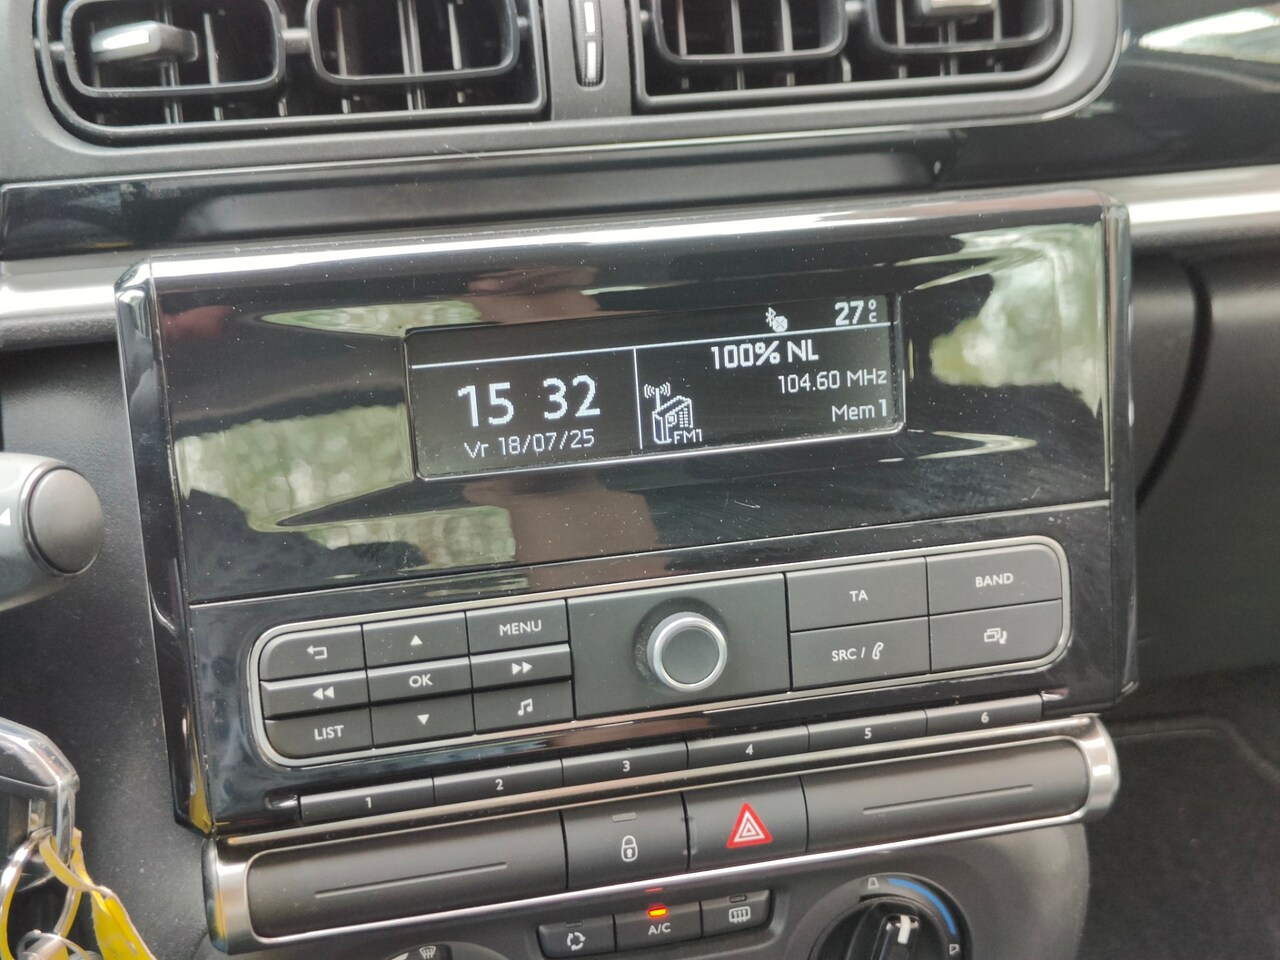 27°C
100% NL
104.60 MHz
Mem 1
FM1
15 32
Vr 18/07/25
MENU
OK
LIST
TA
BAND
SRC /
1 2 3 4 5 6
A/C